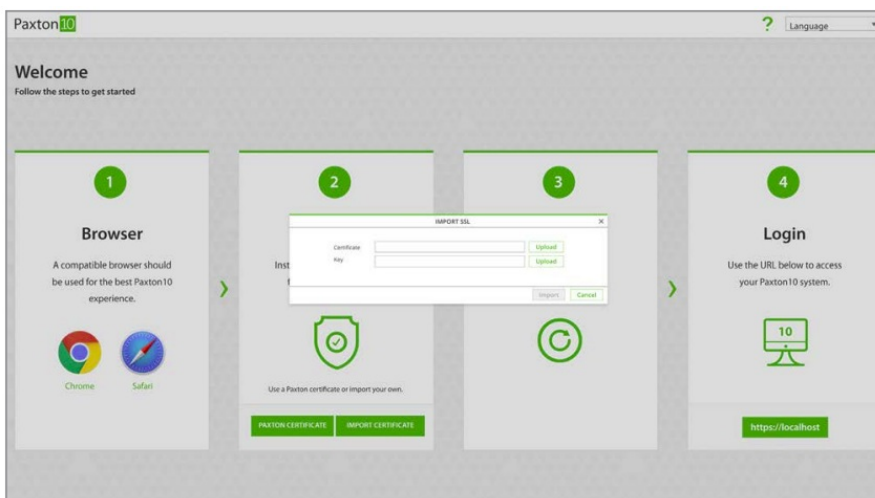 Paxton10
?
Language
Welcome
Follow the steps to get started
1
Browser
A compatible browser should
be used for the best Paxton10
experience.
Chrome
Safari
2
Inst
Use a Paxton certificate or import your own.
PAXTON CERTIFICATE
IMPORT CERTIFICATE
IMPORT SSL
Certificate
Upload
Key
Upload
Import
Cancel
3
4
Login
Use the URL below to access
your Paxton10 system.
10
https://localhost